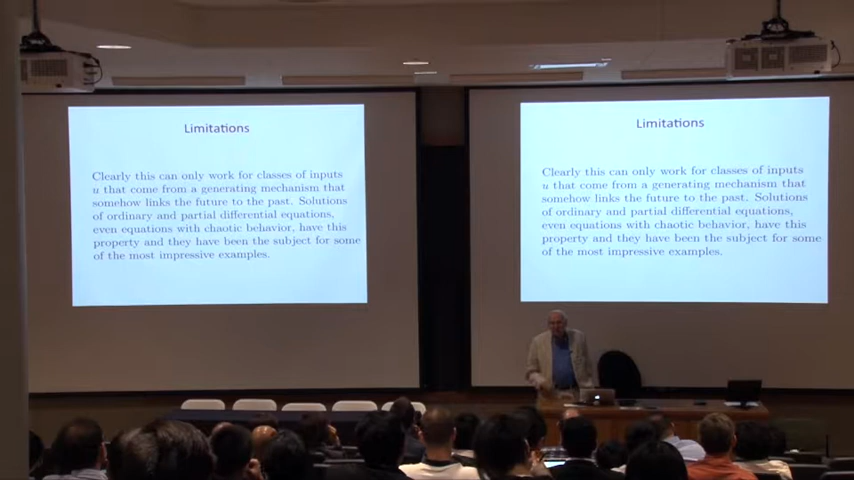 Limitations
Clearly this can only work for classes of inputs
u that come from a generating mechanism that
somehow links the future to the past. Solutions
of ordinary and partial differential equations,
even equations with chaotic behavior, have this
property and they have been the subject for some
of the most impressive examples.
Limitations
Clearly this can only work for classes of inputs
u that come from a generating mechanism that
somehow links the future to the past. Solutions
of ordinary and partial differential equations,
even equations with chaotic behavior, have this
property and they have been the subject for some
of the most impressive examples.